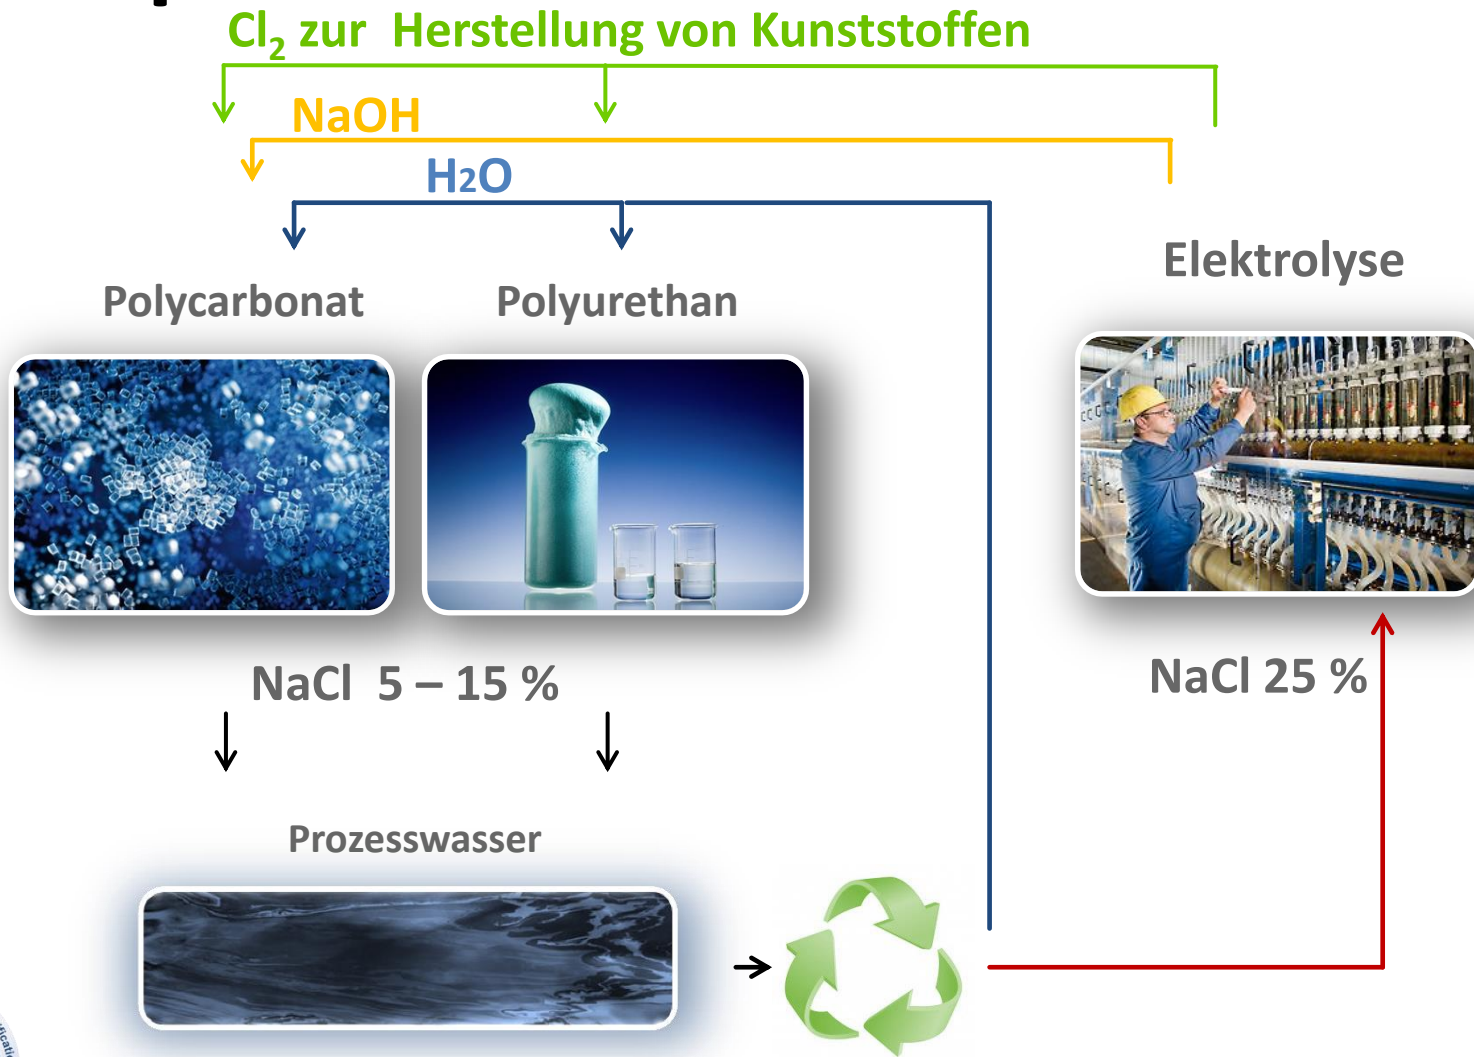 Cl₂ zur Herstellung von Kunststoffen
NaOH
H2O
Elektrolyse
Polycarbonat
Polyurethan
NaCl 5 – 15 %
NaCl 25 %
Prozesswasser